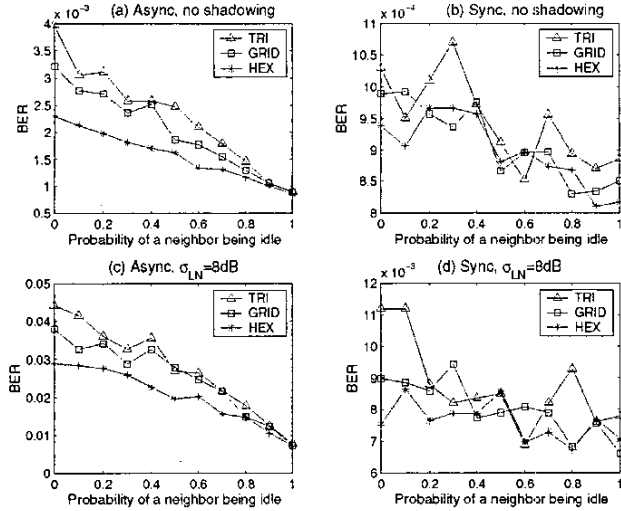 (a) Async, no shadowing
x 10⁻³
4
3.5
3
2.5
2
1.5
1
0.5
BER
TRI
GRID
HEX
0 0.2 0.4 0.6 0.8 1
Probability of a neighbor being idle
(b) Sync, no shadowing
x 10⁻⁴
11
10.5
10
9.5
9
8.5
8
BER
TRI
GRID
HEX
0 0.2 0.4 0.6 0.8 1
Probability of a neighbor being idle
(c) Async, σLN=8dB
0.05
0.04
0.03
0.02
0.01
0
BER
TRI
GRID
HEX
0 0.2 0.4 0.6 0.8 1
Probability of a neighbor being idle
(d) Sync, σLN=8dB
x 10⁻³
12
11
10
9
8
7
6
BER
TRI
GRID
HEX
0 0.2 0.4 0.6 0.8 1
Probability of a neighbor being idle